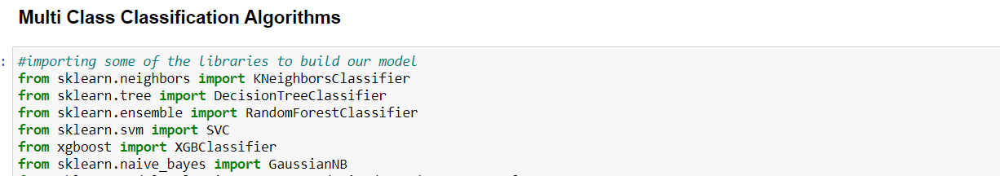 Multi Class Classification Algorithms
: #importing some of the libraries to build our model
from sklearn.neighbors import KNeighborsClassifier
from sklearn.tree import DecisionTreeClassifier
from sklearn.ensemble import RandomForestClassifier
from sklearn.svm import SVC
from xgboost import XGBClassifier
from sklearn.naive_bayes import GaussianNB